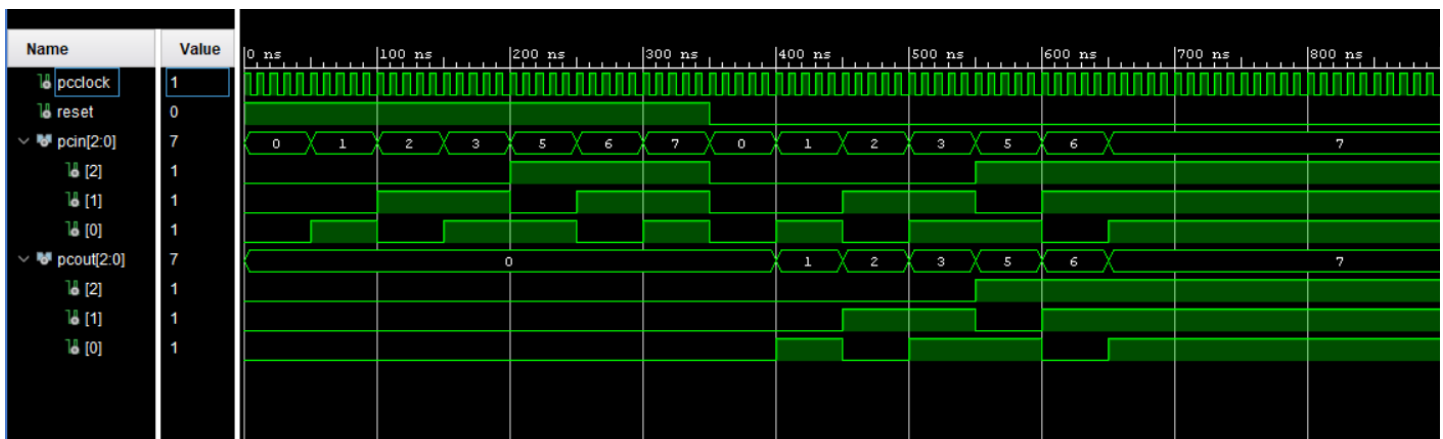 Name Value 0 ns 100 ns 200 ns 300 ns 400 ns 500 ns 600 ns 700 ns 800 ns
pcclock 1
reset 0
pcin[2:0] 7 0 1 2 3 5 6 7 0 1 2 3 5 6 7
[2] 1
[1] 1
[0] 1
pcout[2:0] 7 0 1 2 3 5 6 7
[2] 1
[1] 1
[0] 1